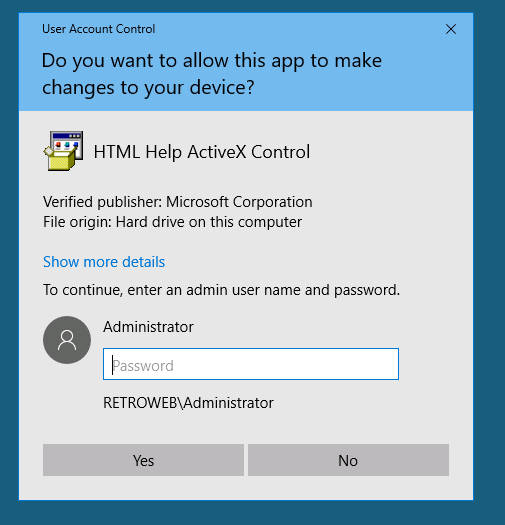 User Account Control
Do you want to allow this app to make
changes to your device?
HTML Help ActiveX Control
Verified publisher: Microsoft Corporation
File origin: Hard drive on this computer
Show more details
To continue, enter an admin user name and password.
Administrator
Password
RETROWEB\Administrator
Yes
No